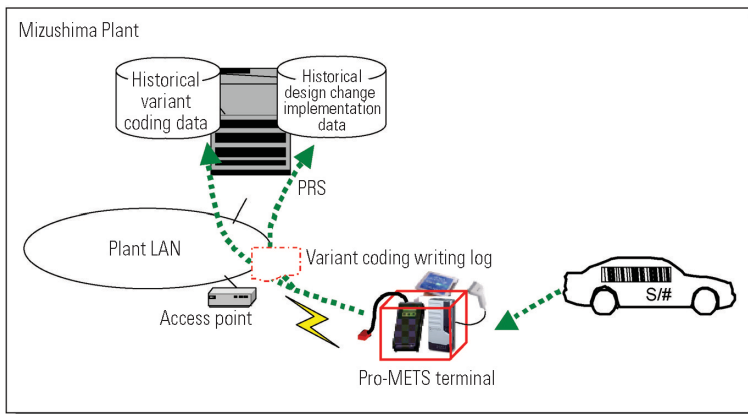 Mizushima Plant
Historical
variant
coding data
Historical
design change
implementation
data
PRS
Plant LAN
Variant coding writing log
Access point
S/#
Pro-METS terminal